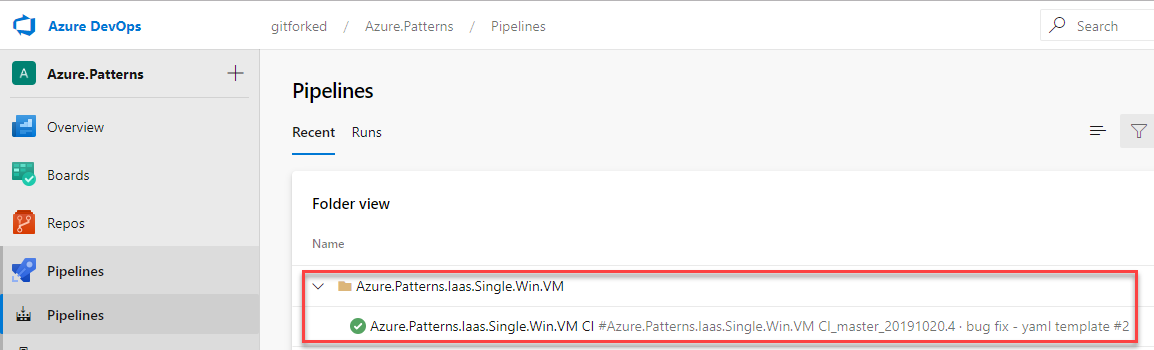 Azure DevOps
gitforked / Azure.Patterns / Pipelines
Search
A Azure.Patterns
Overview
Boards
Repos
Pipelines
Pipelines
Pipelines
Recent Runs
Folder view
Name
Azure.Patterns.Iaas.Single.Win.VM
Azure.Patterns.Iaas.Single.Win.VM CI #Azure.Patterns.Iaas.Single.Win.VM CI_master_20191020.4 · bug fix - yaml template #2